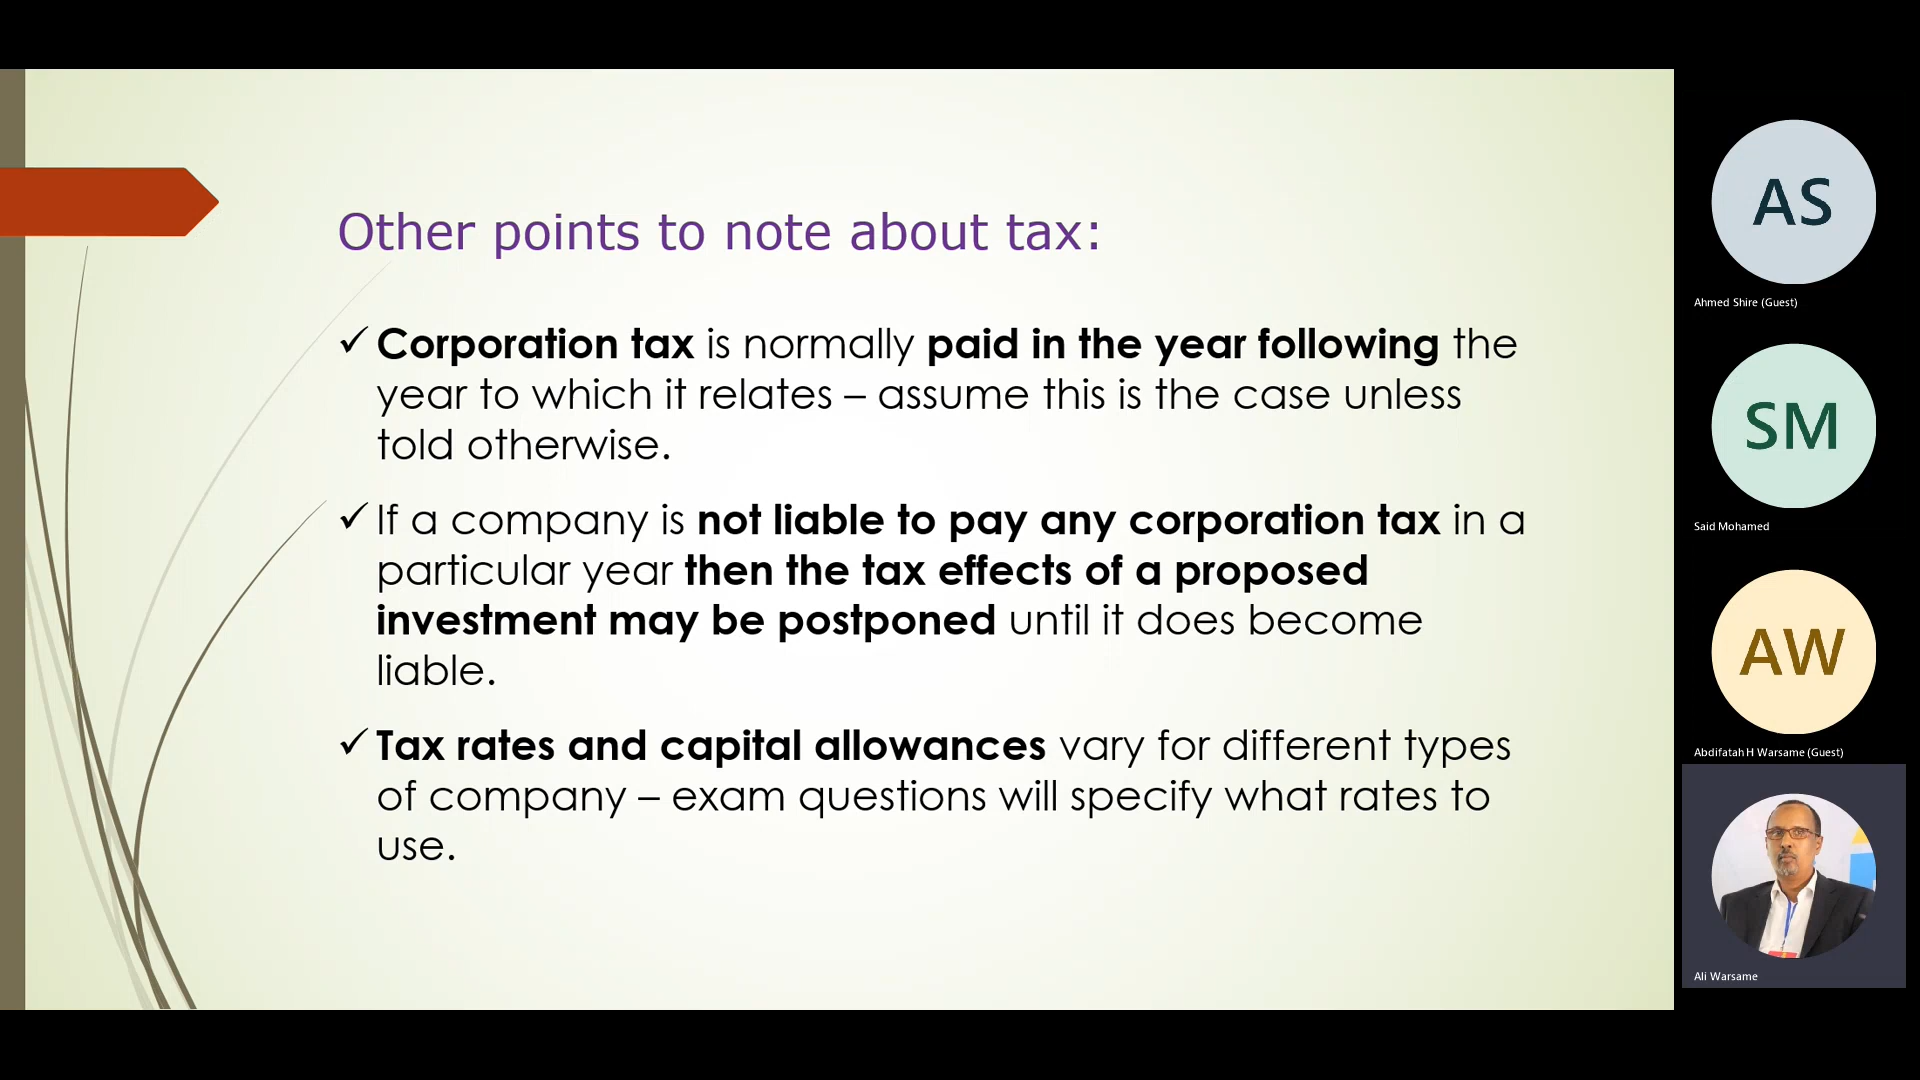 Other points to note about tax:
✓ Corporation tax is normally paid in the year following the
year to which it relates – assume this is the case unless
told otherwise.
✓ If a company is not liable to pay any corporation tax in a
particular year then the tax effects of a proposed
investment may be postponed until it does become
liable.
✓ Tax rates and capital allowances vary for different types
of company – exam questions will specify what rates to
use.
AS
Ahmed Shire (Guest)
SM
Said Mohamed
AW
Abdifatah H Warsame (Guest)
Ali Warsame